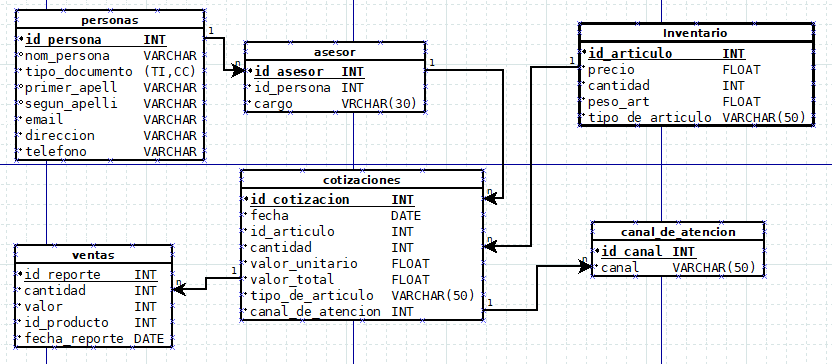 personas
id_persona INT
nom_persona VARCHAR
tipo_documento (TI,CC)
primer_apell VARCHAR
segun_apelli VARCHAR
email VARCHAR
direccion VARCHAR
telefono VARCHAR
1
n
asesor
id_asesor INT
id_persona INT
cargo VRCHAR(30)
1
n
Inventario
id_articulo INT
precio FLOAT
cantidad INT
peso_art FLOAT
tipo_de_articulo VARCHAR(50)
1
n
cotizaciones
id_cotizacion INT
fecha DATE
id_articulo INT
cantidad INT
valor_unitario FLOAT
valor_total FLOAT
tipo_de_articulo VARCHAR(50)
canal_de_atencion INT
1
n
1
n
canal_de_atencion
id_canal INT
canal VARCHAR(50)
ventas
id_reporte INT
cantidad INT
valor INT
id_producto INT
fecha_reporte DATE